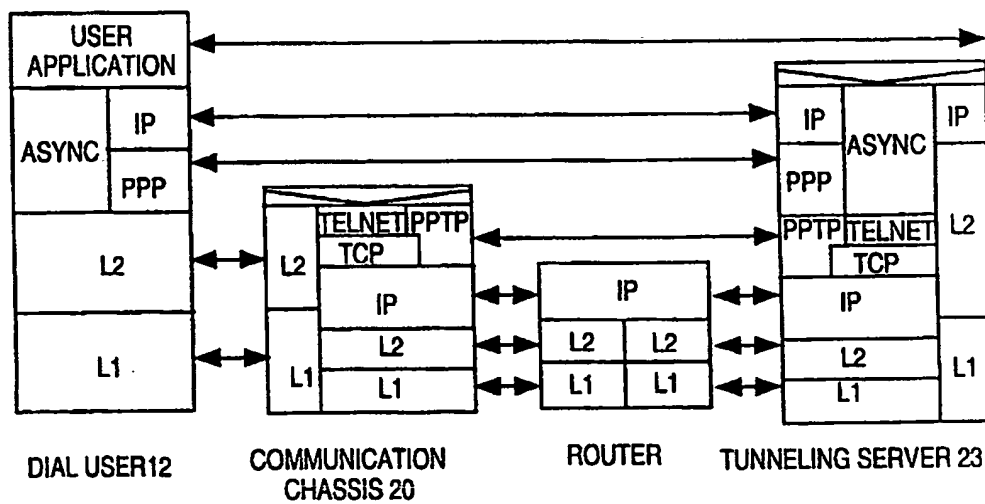 USER
APPLICATION
ASYNC
IP
PPP
L2
L1
DIAL USER12
TELNET
PPTP
TCP
L2
IP
L1
L2
L1
COMMUNICATION
CHASSIS 20
IP
L2
L2
L1
L1
ROUTER
IP
ASYNC
IP
PPP
PPTP
TELNET
L2
TCP
IP
L2
L1
L1
TUNNELING SERVER 23